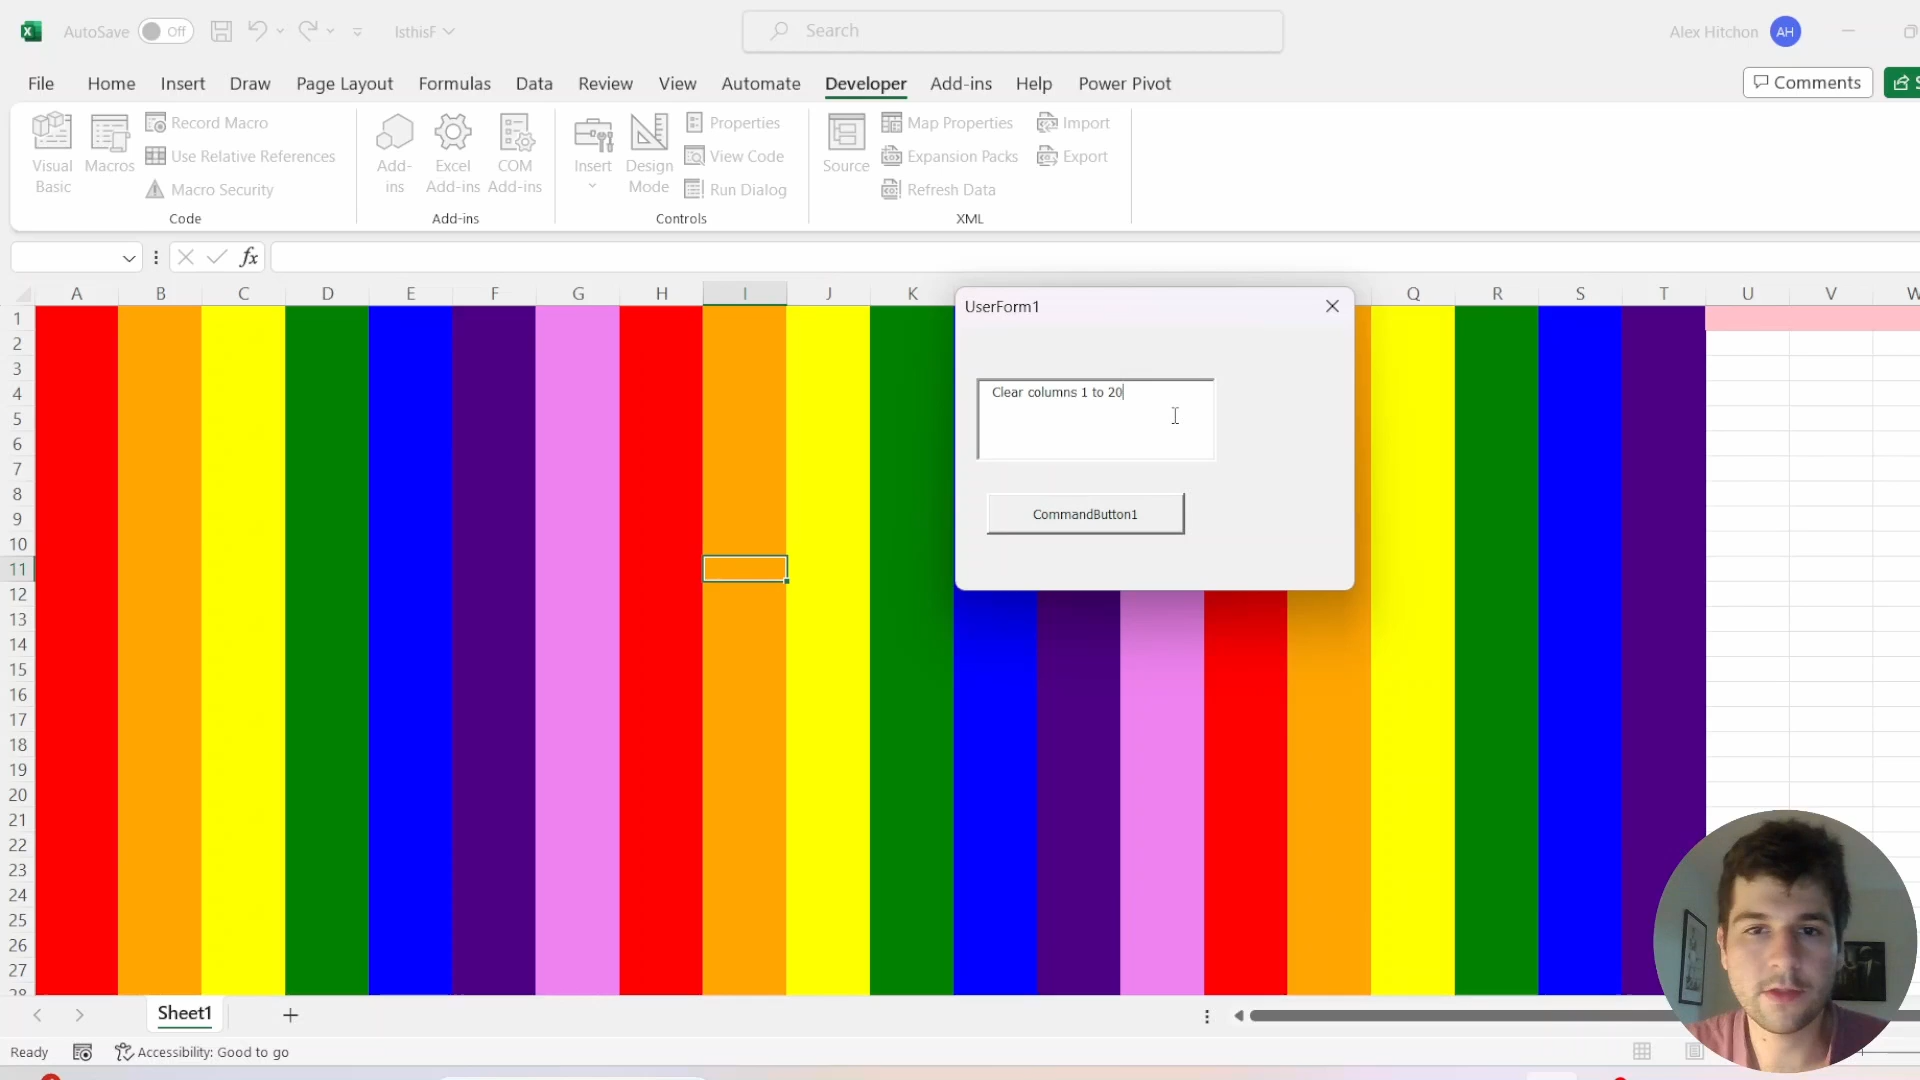 AutoSave Off IsthisF Search Alex Hitchon AH
File Home Insert Draw Page Layout Formulas Data Review View Automate Developer Add-ins Help Power Pivot Comments
Visual Basic
Macros
Record Macro
Use Relative References
Macro Security
Code
Add-ins
Excel Add-ins
COM Add-ins
Add-ins
Insert
Design Mode
Properties
View Code
Run Dialog
Controls
Source
Map Properties
Expansion Packs
Refresh Data
Import
Export
XML
fx
A B C D E F G H I J K Q R S T U V W
UserForm1
Clear columns 1 to 20
CommandButton1
1
2
3
4
5
6
7
8
9
10
11
12
13
14
15
16
17
18
19
20
21
22
23
24
25
26
27
28
Sheet1
Ready Accessibility: Good to go